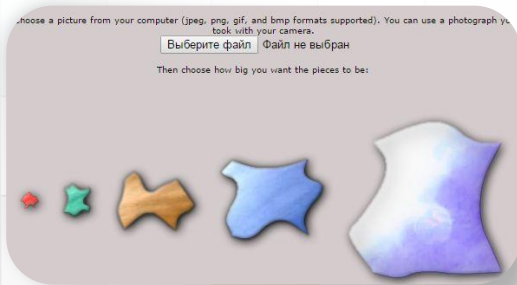 choose a picture from your computer (jpeg, png, gif, and bmp formats supported). You can use a photograph yo
took with your camera.
Выберите файл Файл не выбран
Then choose how big you want the pieces to be: